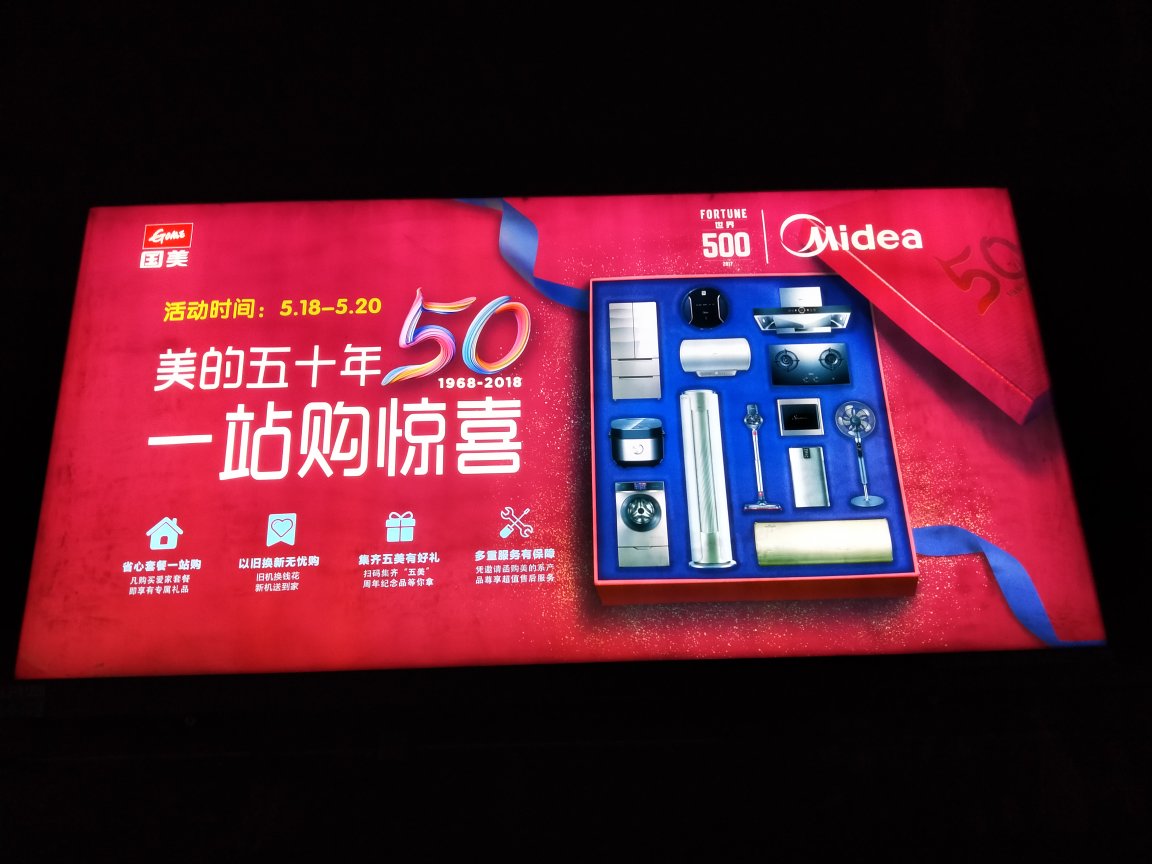 GOME
国美
FORTUNE
世界
500
2017
Midea
50
活动时间：5.18–5.20
美的五十年 50
1968-2018
一站购惊喜
省心套餐一站购
凡购买爱家套餐
即享有专属礼品
以旧换新无忧购
旧机换钱花
新机送到家
集齐五美有好礼
扫码集齐“五美”
周年纪念品等你拿
多重服务有保障
凭邀请函购美的系产
品尊享超值售后服务